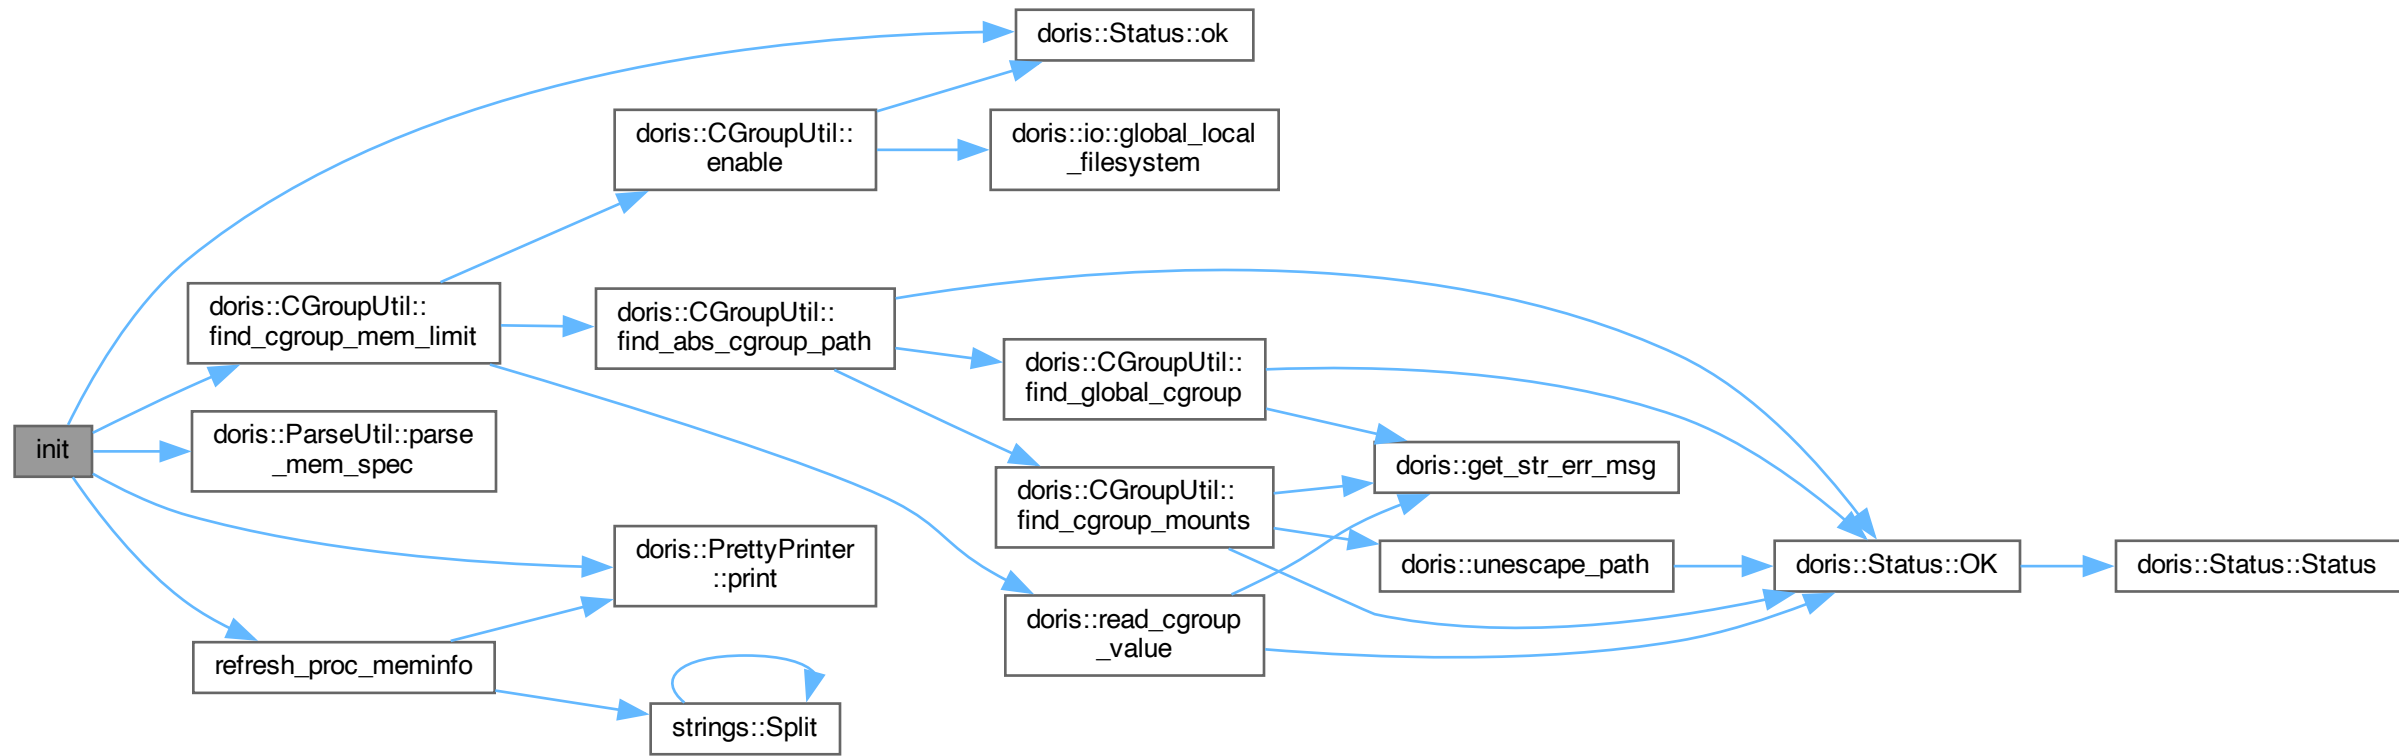 doris::Status::ok
doris::CGroupUtil::
enable
doris::io::global_local
_filesystem
doris::CGroupUtil::
find_cgroup_mem_limit
doris::CGroupUtil::
find_abs_cgroup_path
doris::CGroupUtil::
find_global_cgroup
init
doris::ParseUtil::parse
_mem_spec
doris::get_str_err_msg
doris::CGroupUtil::
find_cgroup_mounts
doris::PrettyPrinter
::print
doris::unescape_path
doris::Status::OK
doris::Status::Status
doris::read_cgroup
_value
refresh_proc_meminfo
strings::Split